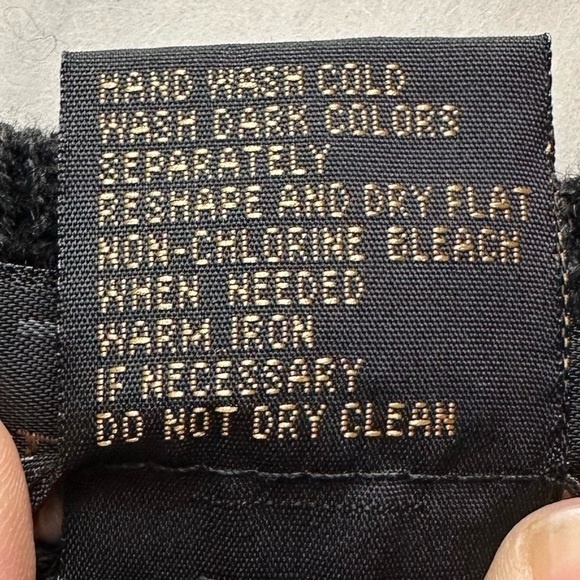 HAND WASH COLD
WASH DARK COLORS
SEPARATELY
RESHAPE AND DRY FLAT
NON-CHLORINE BLEACH
WHEN NEEDED
WARM IRON
IF NECESSARY
DO NOT DRY CLEAN